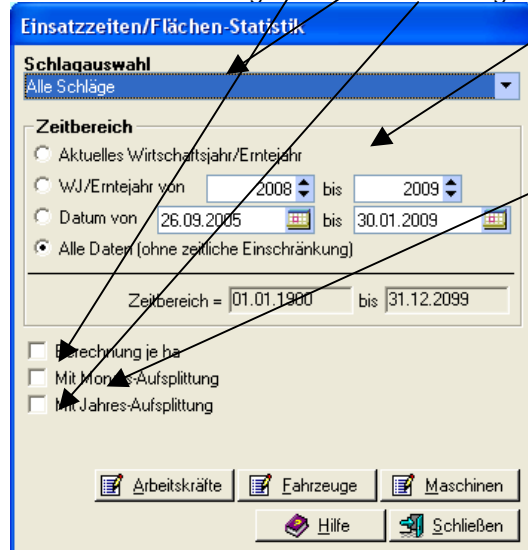 Einsatzzeiten/Flächen-Statistik
Schlagauswahl
Alle Schläge
Zeitbereich
Aktuelles Wirtschaftsjahr/Erntejahr
WJ/Erntejahr von 2008 bis 2009
Datum von 26.09.2005 bis 30.01.2009
Alle Daten (ohne zeitliche Einschränkung)
Zeitbereich = 01.01.1900 bis 31.12.2099
Berechnung je ha
Mit Monats-Aufsplittung
Mit Jahres-Aufsplittung
Arbeitskräfte Fahrzeuge Maschinen
Hilfe Schließen